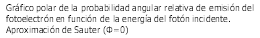 Gráfico polar de la probabilidad angular relativa de emisión del
fotoelectrón en función de la energía del fotón incidente.
Aproximación de Sauter (Φ=0)